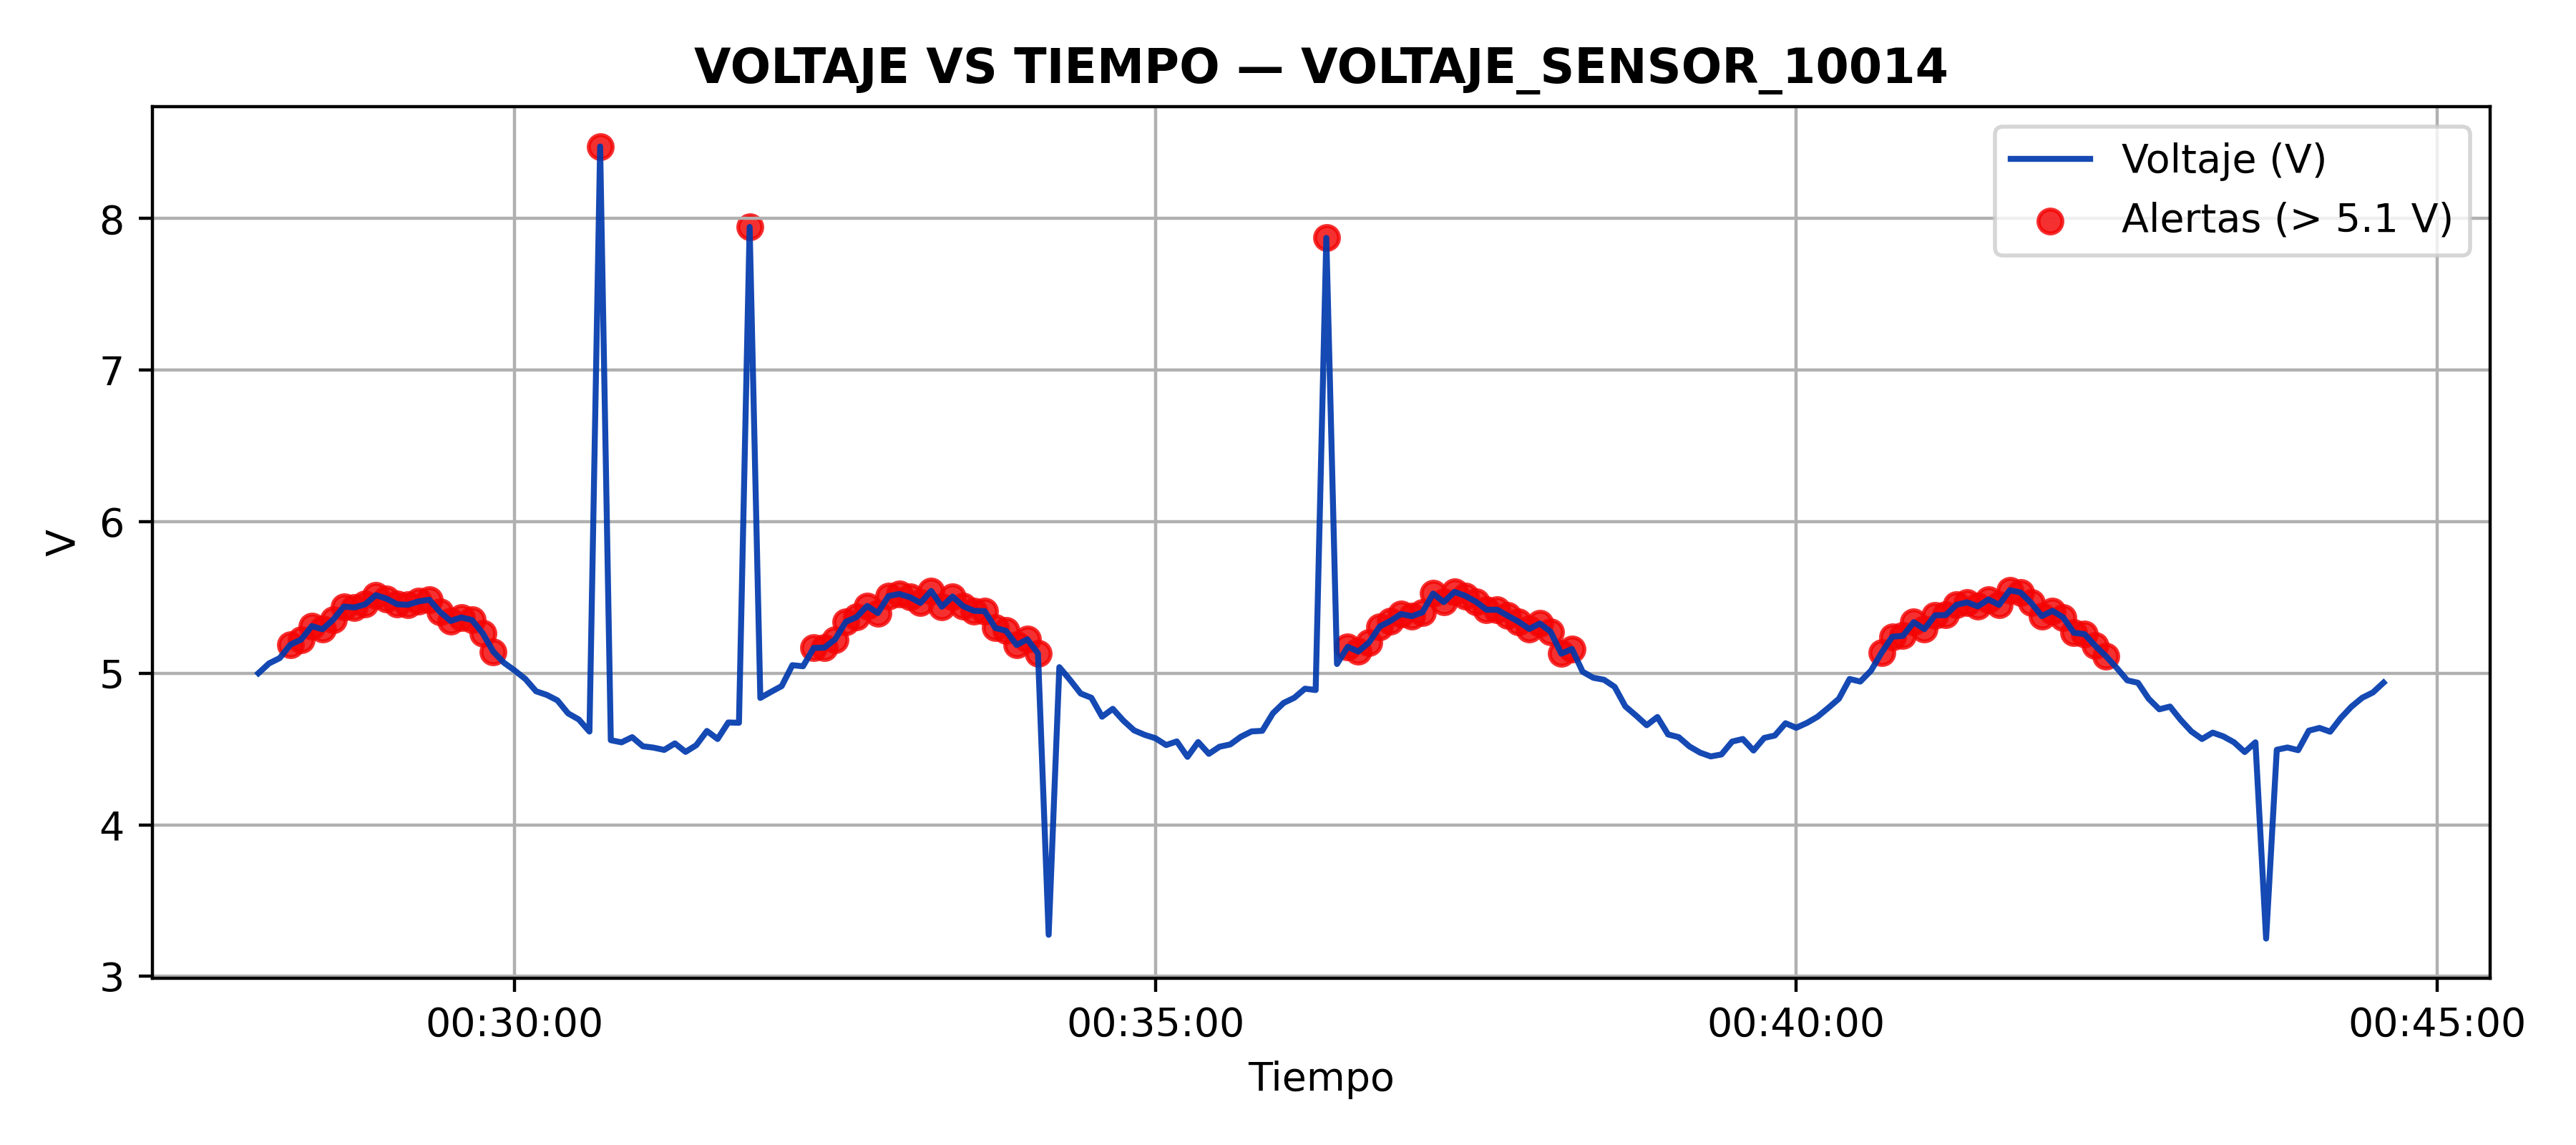 VOLTAJE VS TIEMPO — VOLTAJE_SENSOR_10014
Voltaje (V)
Alertas (> 5.1 V)
8
7
6
5
4
3
V
00:30:00
00:35:00
00:40:00
00:45:00
Tiempo